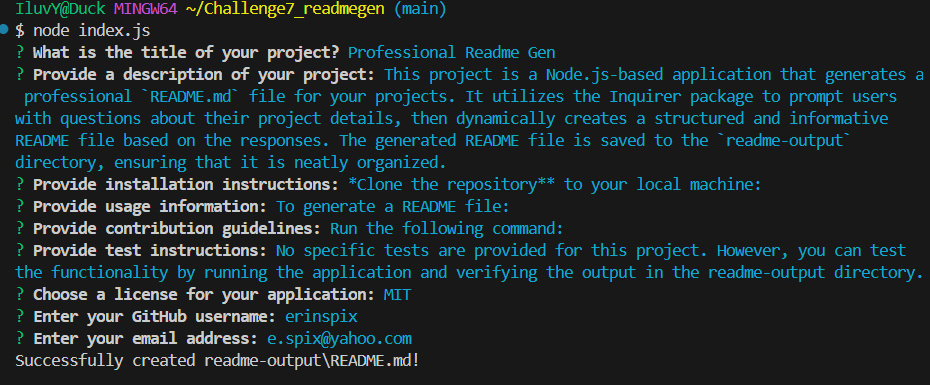 IluvY@Duck MINGW64 ~/Challenge7_readmegen (main)
$ node index.js
? What is the title of your project? Professional Readme Gen
? Provide a description of your project: This project is a Node.js-based application that generates a
professional `README.md` file for your projects. It utilizes the Inquirer package to prompt users
with questions about their project details, then dynamically creates a structured and informative
README file based on the responses. The generated README file is saved to the `readme-output`
directory, ensuring that it is neatly organized.
? Provide installation instructions: *Clone the repository** to your local machine:
? Provide usage information: To generate a README file:
? Provide contribution guidelines: Run the following command:
? Provide test instructions: No specific tests are provided for this project. However, you can test
the functionality by running the application and verifying the output in the readme-output directory.
? Choose a license for your application: MIT
? Enter your GitHub username: erinspix
? Enter your email address: e.spix@yahoo.com
Successfully created readme-output\README.md!